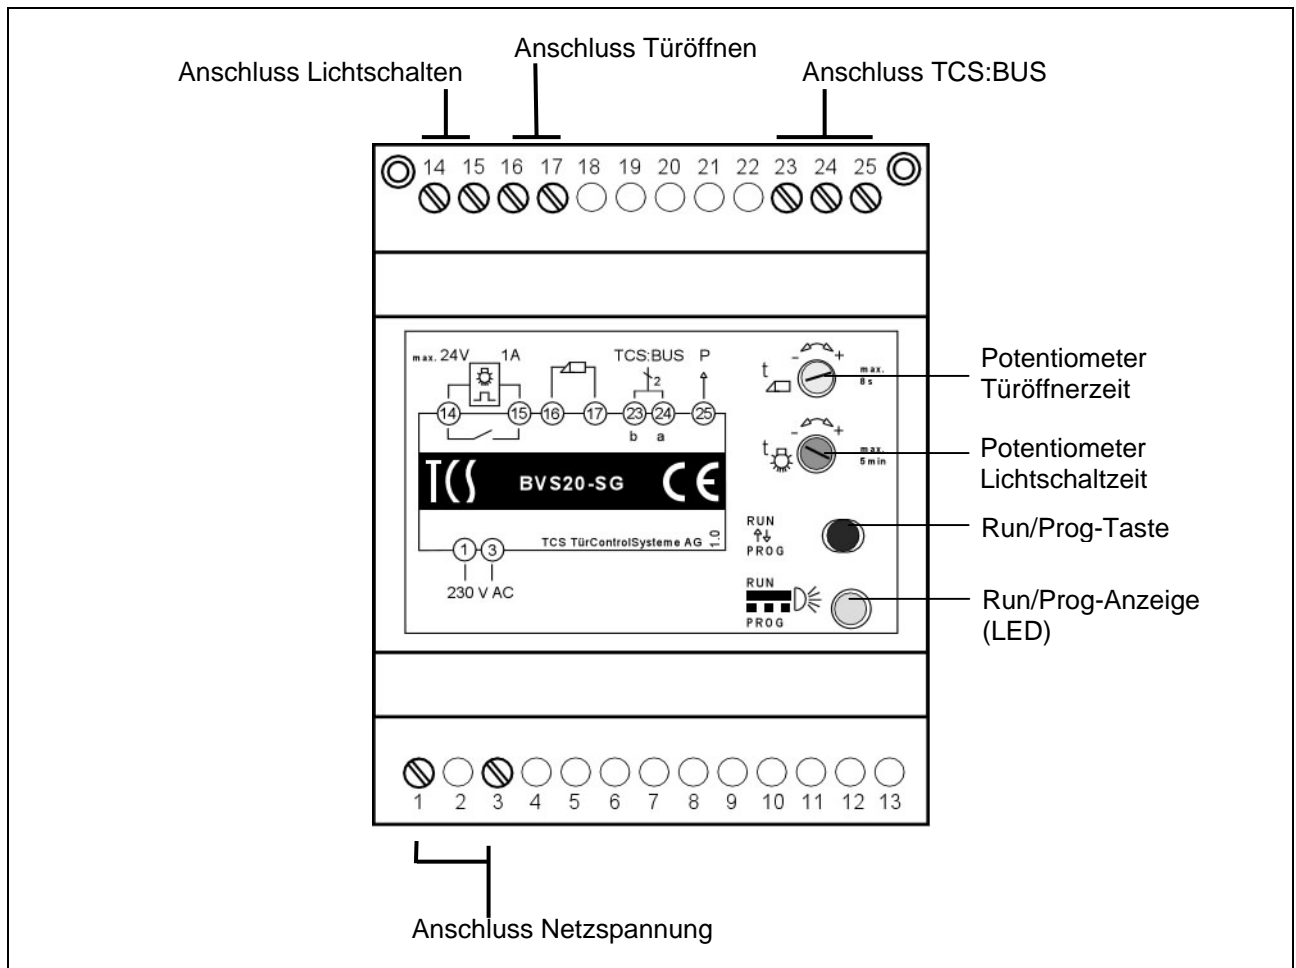 Anschluss Türöffnen
Anschluss Lichtschalten
Anschluss TCS:BUS
14 15 16 17 18 19 20 21 22 23 24 25
max. 24V 1A
TCS:BUS P
2
14 15 16 17 23 24 25
b a
TCS BVS20-SG CE
TCS TürControlSysteme AG 1.0
1 3
230 V AC
- +
t
max.
8 s
- +
t
max.
5 min
RUN
PROG
RUN
PROG
Potentiometer
Türöffnerzeit
Potentiometer
Lichtschaltzeit
Run/Prog-Taste
Run/Prog-Anzeige
(LED)
1 2 3 4 5 6 7 8 9 10 11 12 13
Anschluss Netzspannung